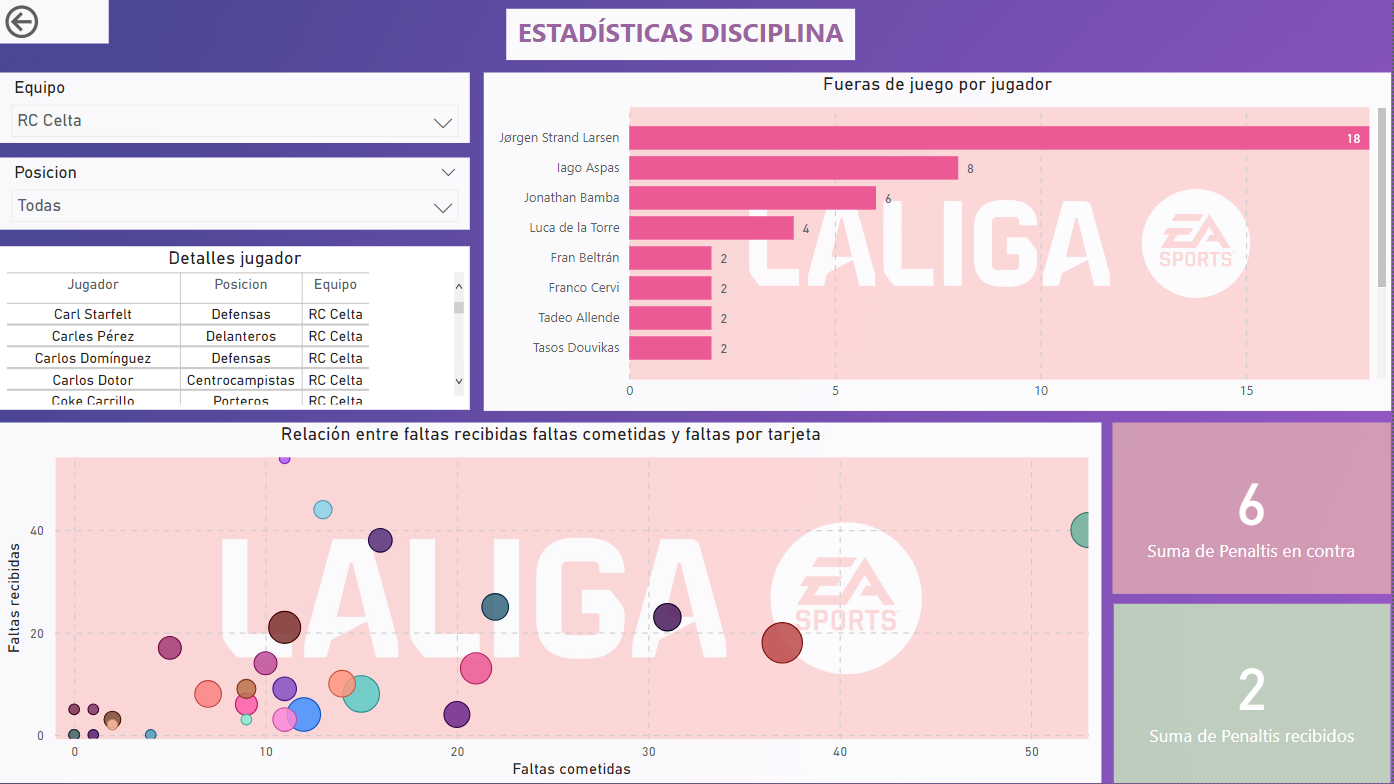 ESTADÍSTICAS DISCIPLINA
Equipo
RC Celta
Posicion
Todas
Detalles jugador
Jugador Posicion Equipo
Carl Starfelt Defensas RC Celta
Carles Pérez Delanteros RC Celta
Carlos Domínguez Defensas RC Celta
Carlos Dotor Centrocampistas RC Celta
Coke Carrillo Porteros RC Celta
Fueras de juego por jugador
Jørgen Strand Larsen 18
Iago Aspas 8
Jonathan Bamba 6
Luca de la Torre 4
Fran Beltrán 2
Franco Cervi 2
Tadeo Allende 2
Tasos Douvikas 2
0 5 10 15
LALIGA EA SPORTS
Relación entre faltas recibidas faltas cometidas y faltas por tarjeta
Faltas recibidas
40
20
0
LALIGA EA SPORTS
0 10 20 30 40 50
Faltas cometidas
6
Suma de Penaltis en contra
2
Suma de Penaltis recibidos